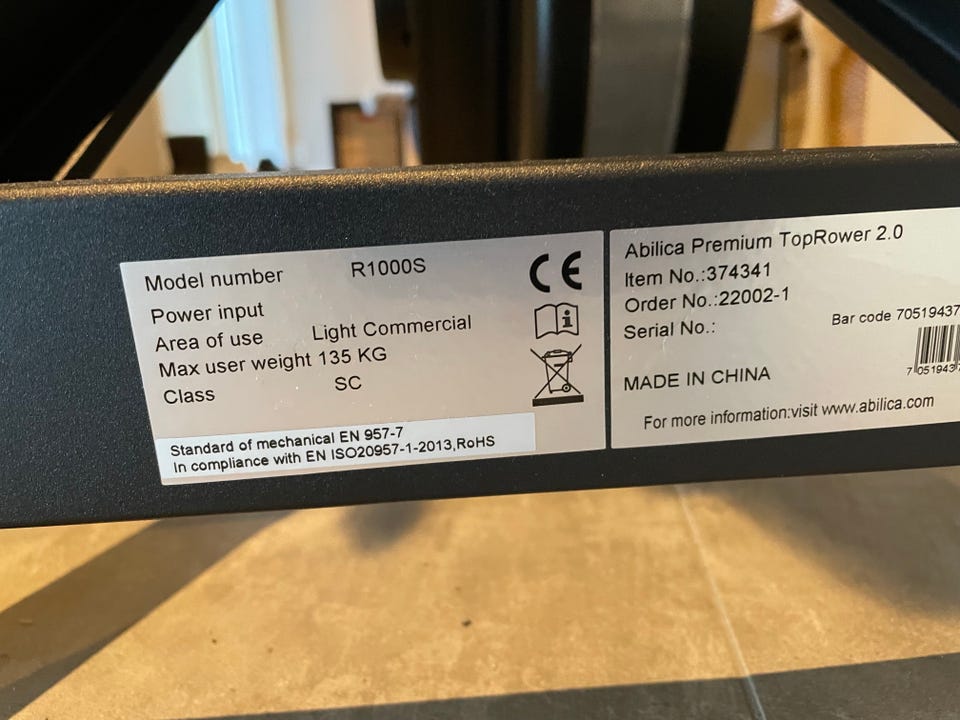 Model number R1000S
Power input
Area of use Light Commercial
Max user weight 135 KG
Class SC
Standard of mechanical EN 957-7
In compliance with EN ISO20957-1-2013,RoHS
CE
Abilica Premium TopRower 2.0
Item No.:374341
Order No.:22002-1
Serial No.:
Bar code 70519437
7 051943 7
MADE IN CHINA
For more information:visit www.abilica.com